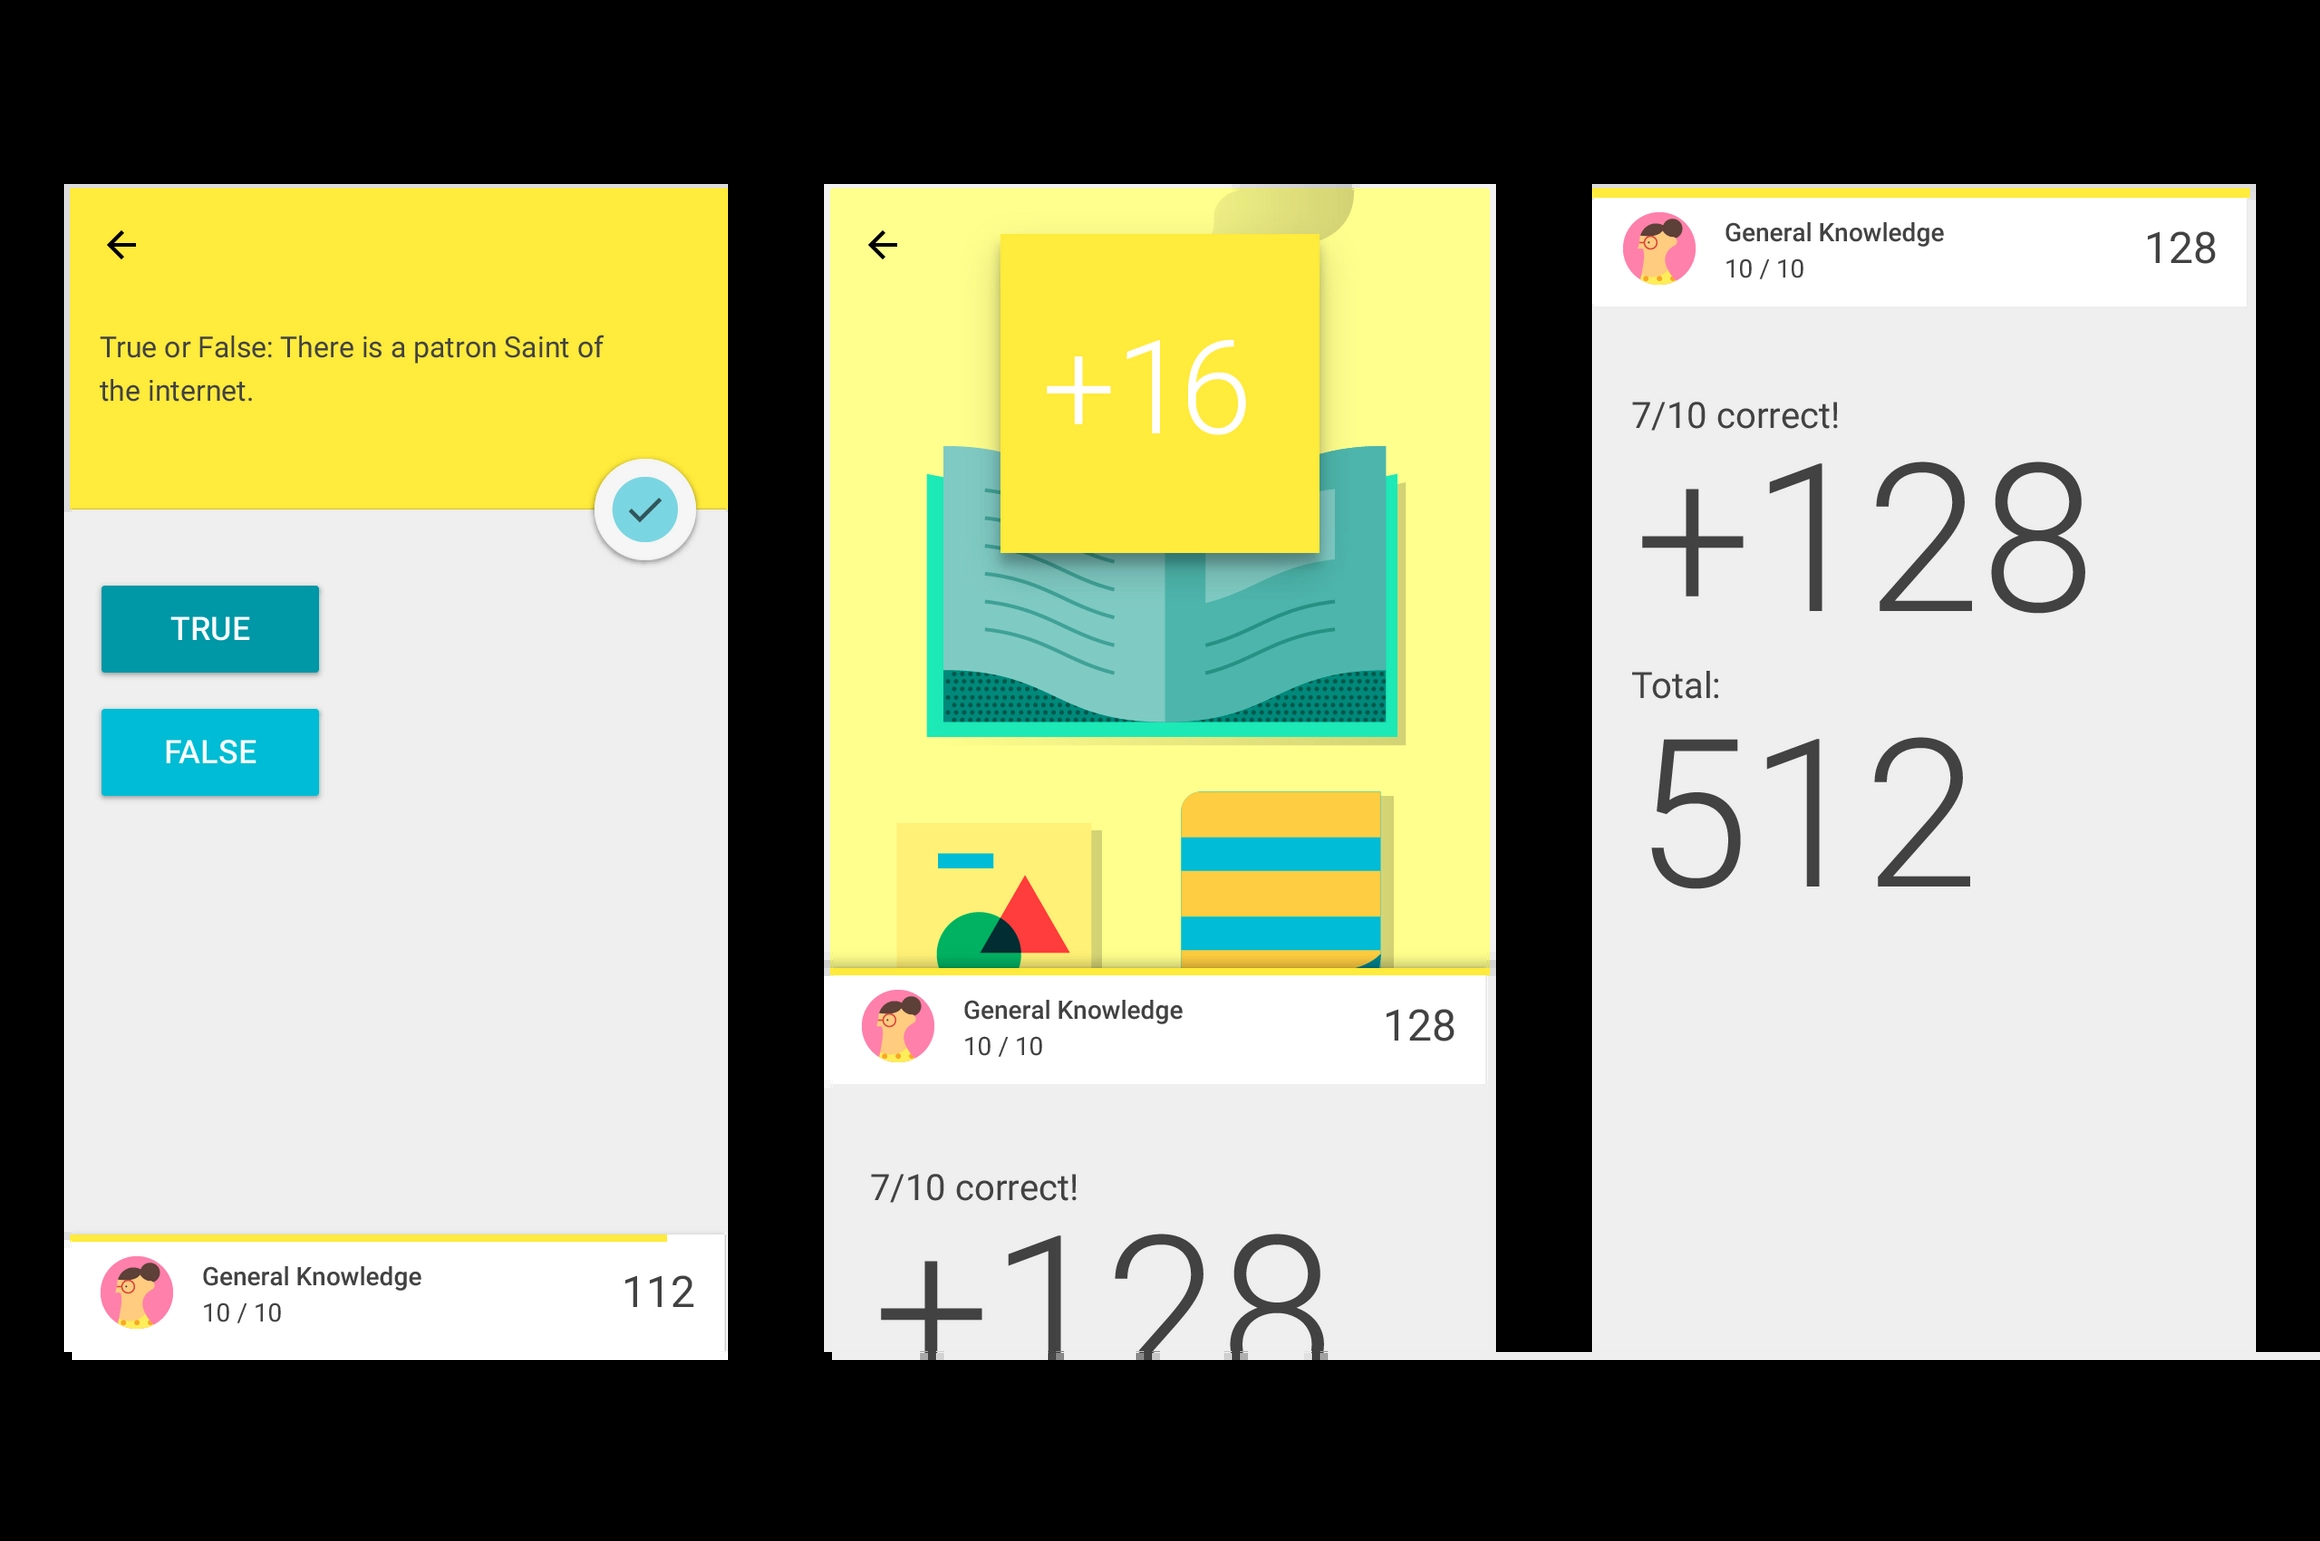 True or False: There is a patron Saint of
the internet.
TRUE
FALSE
General Knowledge
10 / 10
112
+16
General Knowledge
10 / 10
128
7/10 correct!
+128
General Knowledge
10 / 10
128
7/10 correct!
+128
Total:
512